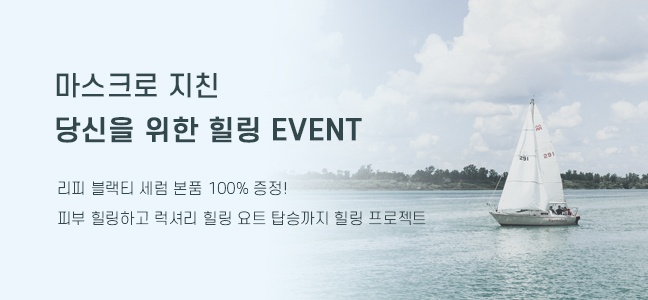 마스크로 지친
당신을 위한 힐링 EVENT
리피 블랙티 세럼 본품 100% 증정!
피부 힐링하고 럭셔리 힐링 요트 탑승까지 힐링 프로젝트
291
291